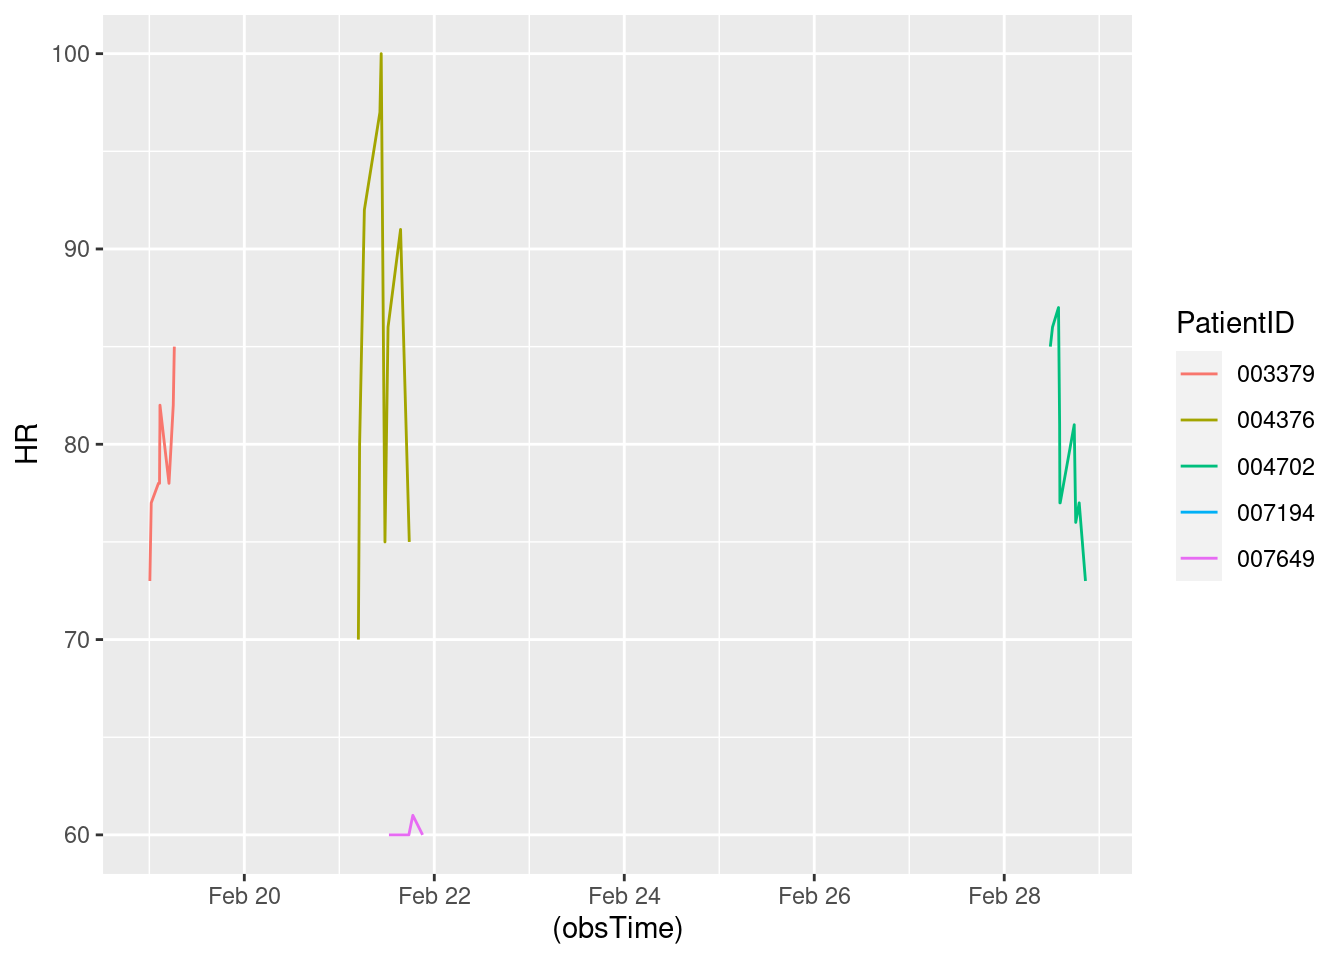 100
90
80
70
60
HR
Feb 20
Feb 22
Feb 24
Feb 26
Feb 28
(obsTime)
PatientID
003379
004376
004702
007194
007649